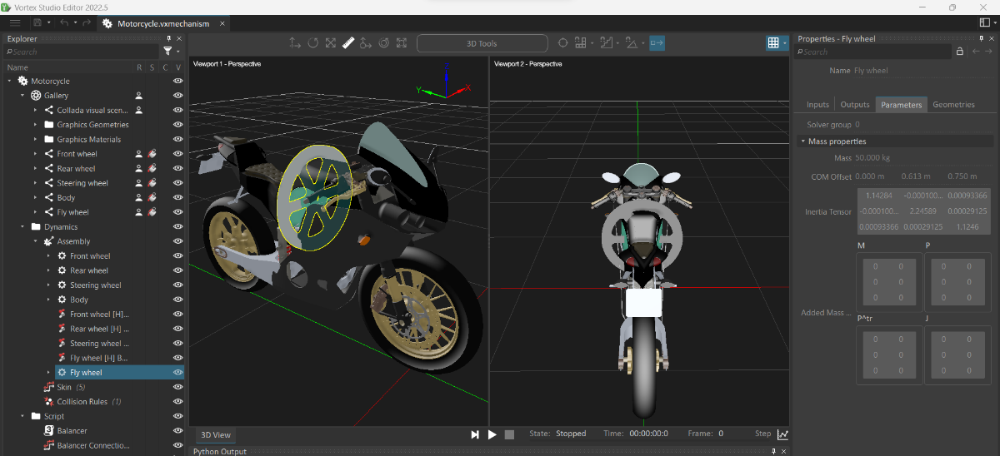 Vortex Studio Editor 2022.5
Motorcycle.vxmechanism
Explorer
Search
Name R S C V
Motorcycle
Gallery
Collada visual scen...
Graphics Geometries
Graphics Materials
Front wheel
Rear wheel
Steering wheel
Body
Fly wheel
Dynamics
Assembly
Front wheel
Rear wheel
Steering wheel
Body
Front wheel [H]...
Rear wheel [H] ...
Steering wheel ...
Fly wheel [H] B...
Fly wheel
Skin (5)
Collision Rules (1)
Script
Balancer
Balancer Connectio...
3D Tools
Viewport 1 - Perspective
Z
Y
X
Viewport 2 - Perspective
3D View
State: Stopped Time: 00:00:00:0 Frame: 0 Step
Python Output
Properties - Fly wheel
Search
Name Fly wheel
Inputs Outputs Parameters Geometries
Solver group 0
Mass properties
Mass 50.000 kg
COM Offset 0.000 m 0.613 m 0.750 m
1.14284 -0.000100... 0.00093366
Inertia Tensor -0.000100... 2.24589 0.00029125
0.00093366 0.00029125 1.1246
M P
0 0 0 0
0 0 0 0
0 0 0 0
Added Mass ...
P^tr J
0 0 0 0
0 0 0 0
0 0 0 0